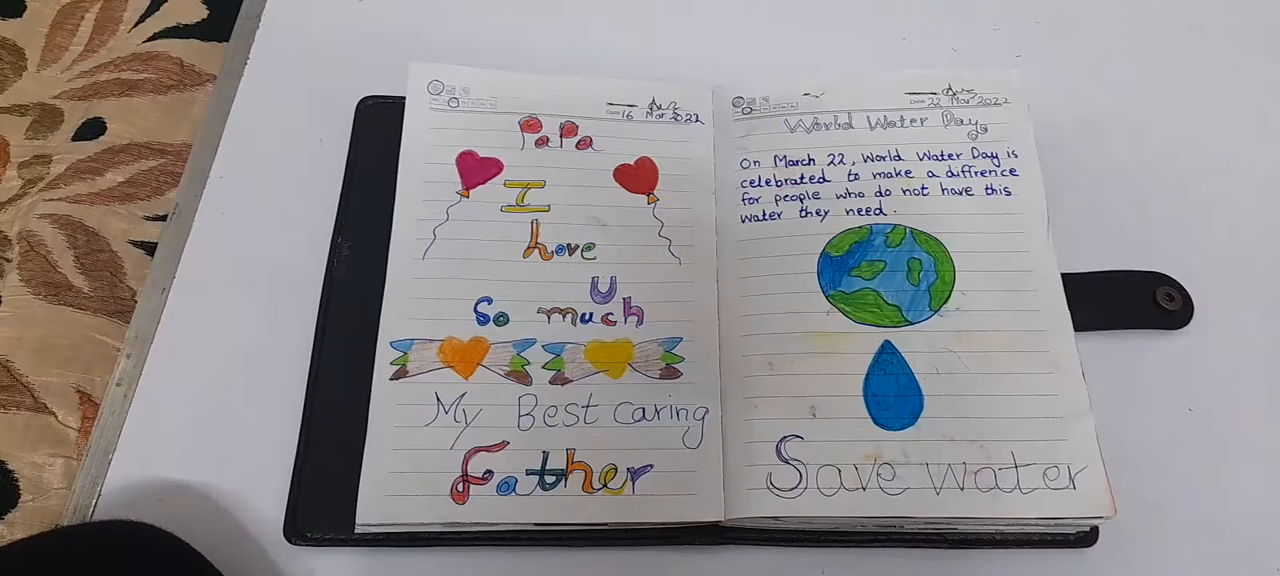 Date 16 Mar 2022
PaPa
I
Love
U
So much
My Best caring
Father
Date 22 Mar 2022
World Water Day
On March 22, World Water Day is
celebrated to make a diffrence
for people who do not have this
water they need.
Save water